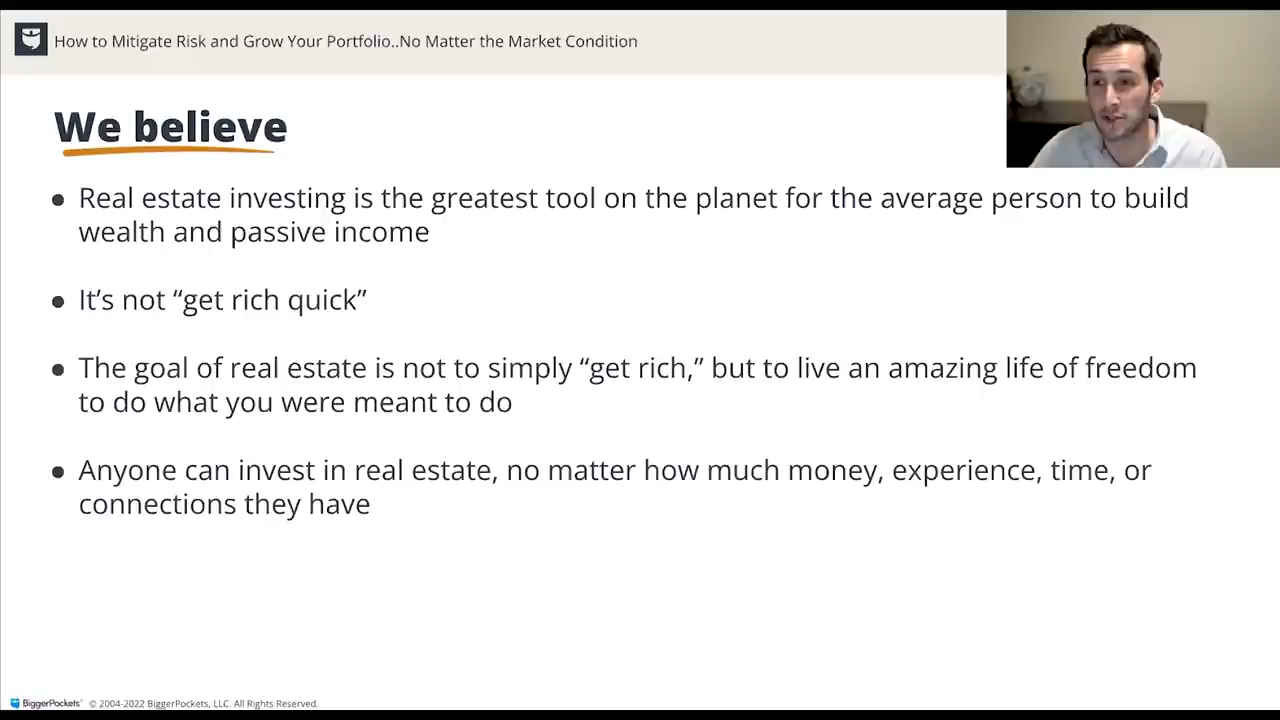 How to Mitigate Risk and Grow Your Portfolio..No Matter the Market Condition
We believe
● Real estate investing is the greatest tool on the planet for the average person to build
wealth and passive income
● It’s not “get rich quick”
● The goal of real estate is not to simply “get rich,” but to live an amazing life of freedom
to do what you were meant to do
● Anyone can invest in real estate, no matter how much money, experience, time, or
connections they have
BiggerPockets © 2004-2022 BiggerPockets, LLC. All Rights Reserved.